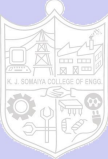 K. J. SOMAIYA COLLEGE OF ENGG.